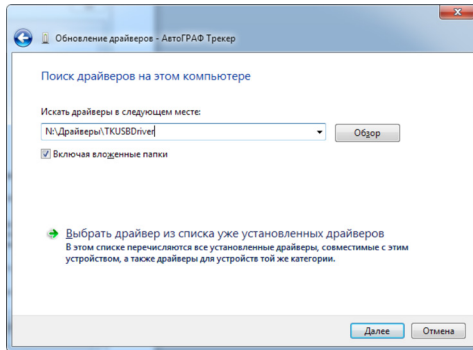 Обновление драйверов - АвтоГРАФ Трекер
Поиск драйверов на этом компьютере
Искать драйверы в следующем месте:
N:\Драйверы\TKUSBDriver
Обзор
Включая вложенные папки
Выбрать драйвер из списка уже установленных драйверов
В этом списке перечисляются все установленные драйверы, совместимые с этим
устройством, а также драйверы для устройств той же категории.
Далее
Отмена